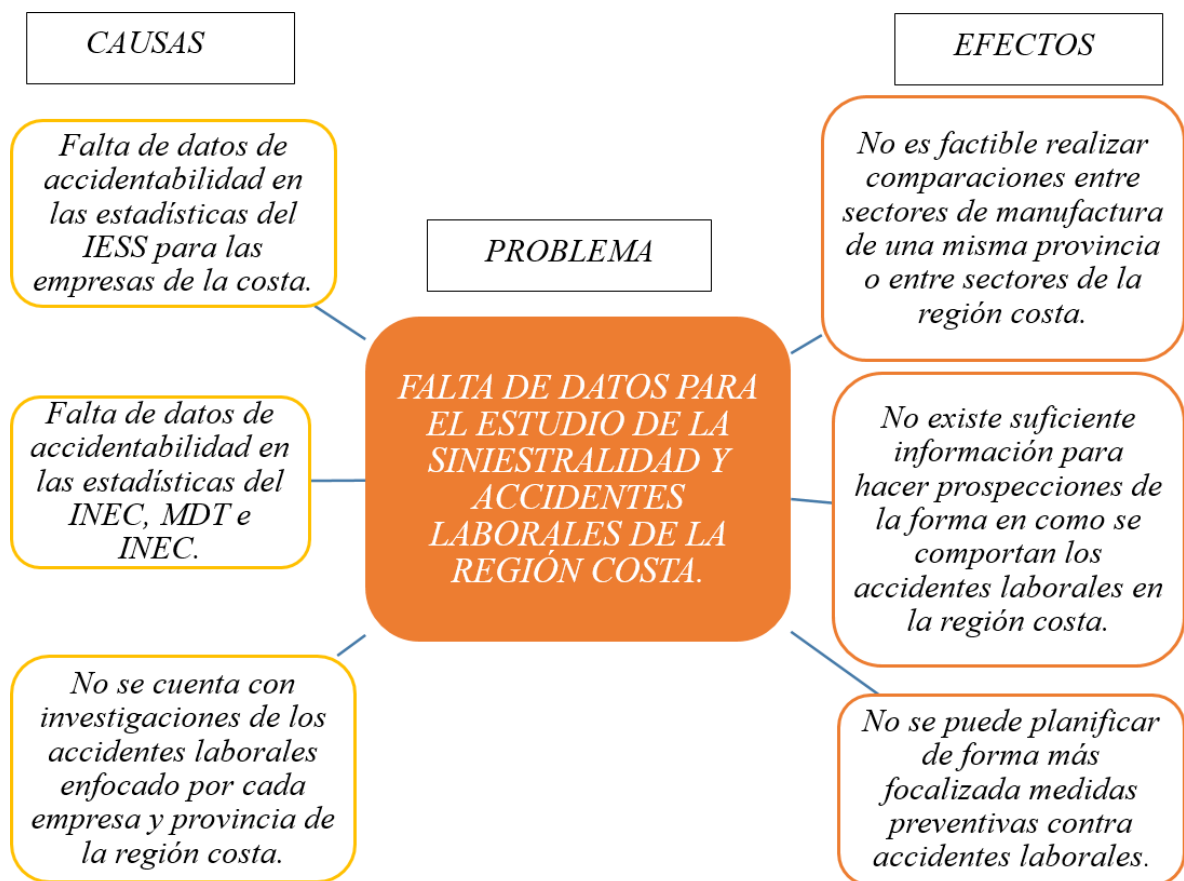 CAUSAS
Falta de datos de
accidentabilidad en
las estadísticas del
IESS para las
empresas de la costa.
Falta de datos de
accidentabilidad en
las estadísticas del
INEC, MDT e
INEC.
No se cuenta con
investigaciones de los
accidentes laborales
enfocado por cada
empresa y provincia de
la región costa.
PROBLEMA
FALTA DE DATOS PARA
EL ESTUDIO DE LA
SINIESTRALIDAD Y
ACCIDENTES
LABORALES DE LA
REGIÓN COSTA.
EFECTOS
No es factible realizar
comparaciones entre
sectores de manufactura
de una misma provincia
o entre sectores de la
región costa.
No existe suficiente
información para
hacer prospecciones de
la forma en como se
comportan los
accidentes laborales en
la región costa.
No se puede planificar
de forma más
focalizada medidas
preventivas contra
accidentes laborales.